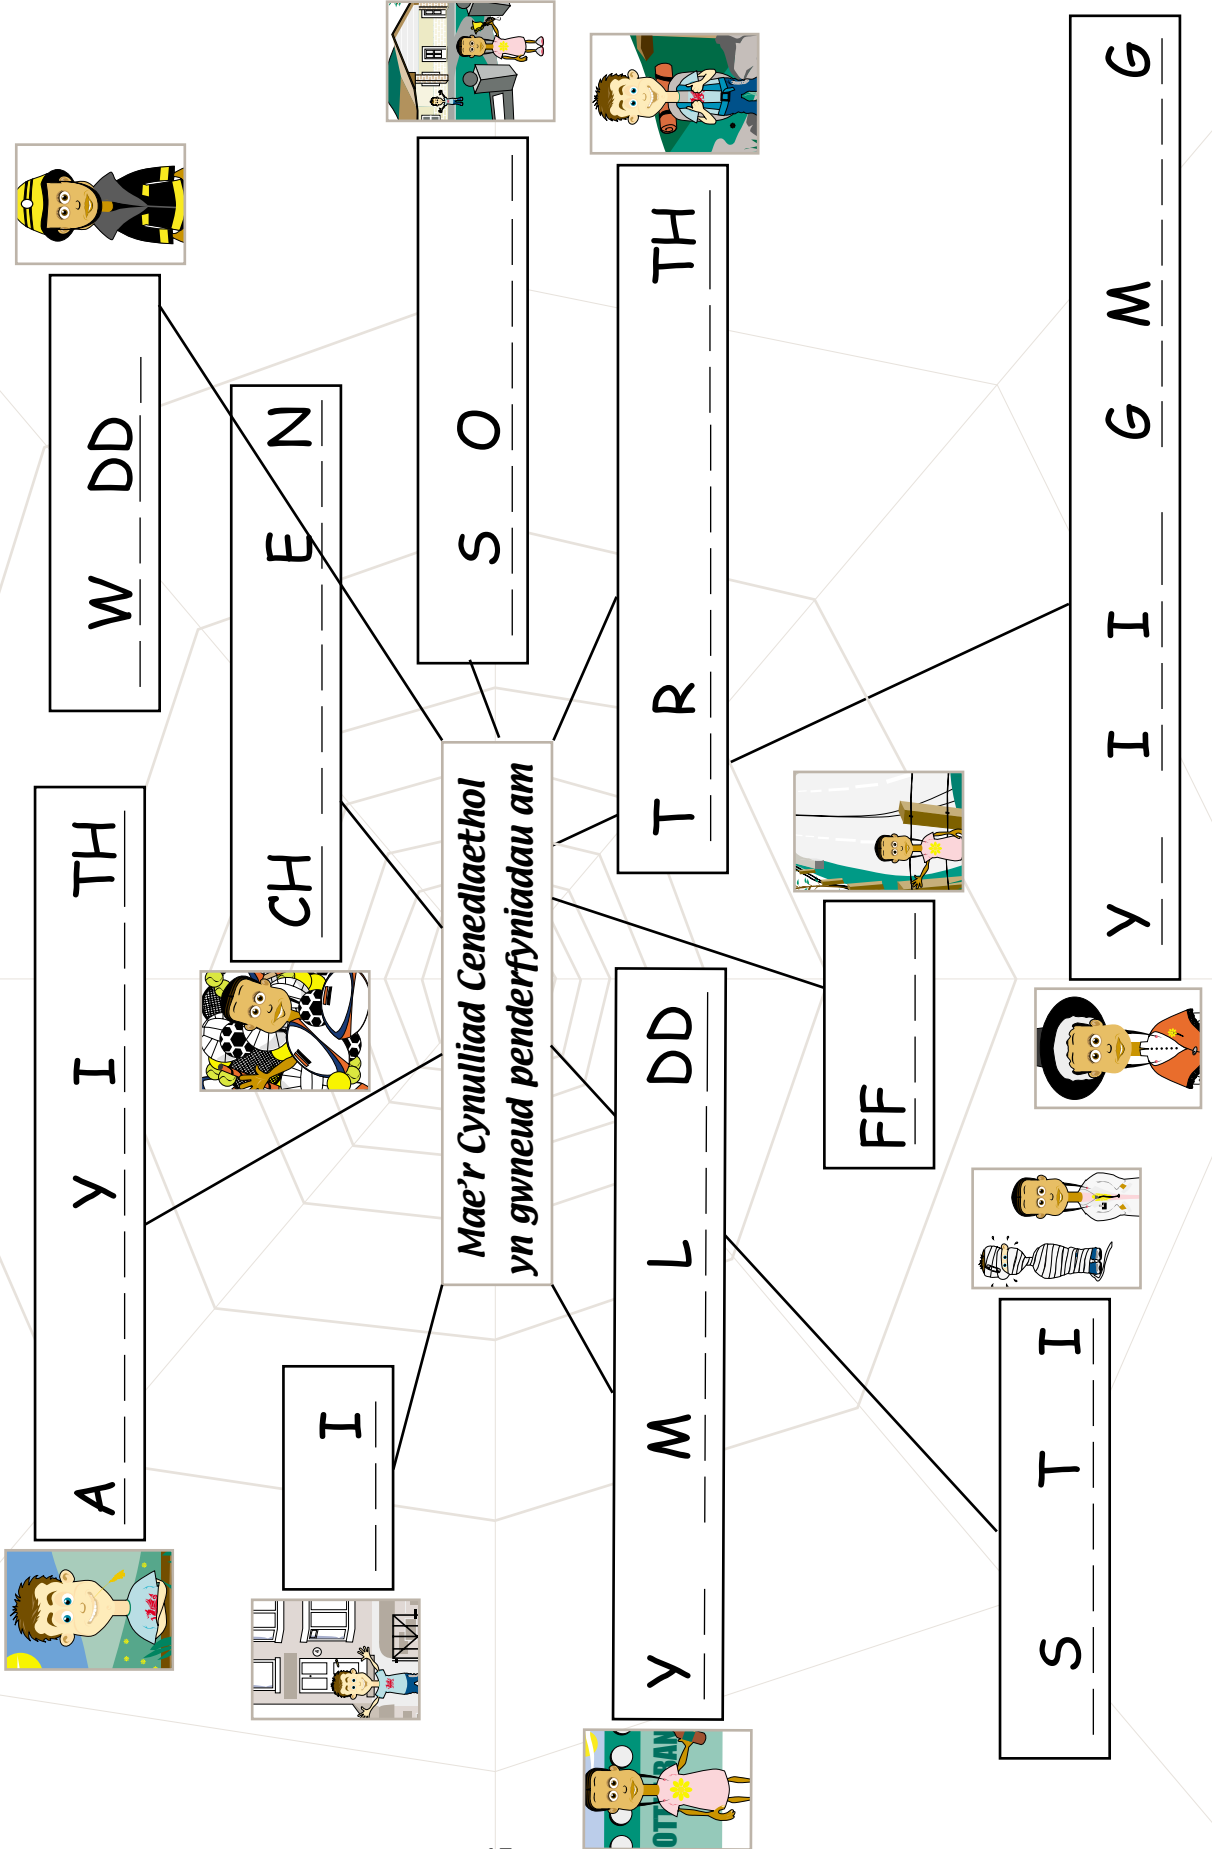 A _ _ _ _ Y _ I _ _ TH
_ W _ DD _
CH _ _ _ _ E _ N
_ _ I
_ S _ O _ _ _ _
Mae’r Cynulliad Cenedlaethol
yn gwneud penderfyniadau am
T _ R _ _ _ _ _ _ TH
Y _ _ M _ _ L _ _ DD
FF _ _ _
_ S _ _ T _ I
Y _ I _ I _ G _ M _ _ _ G